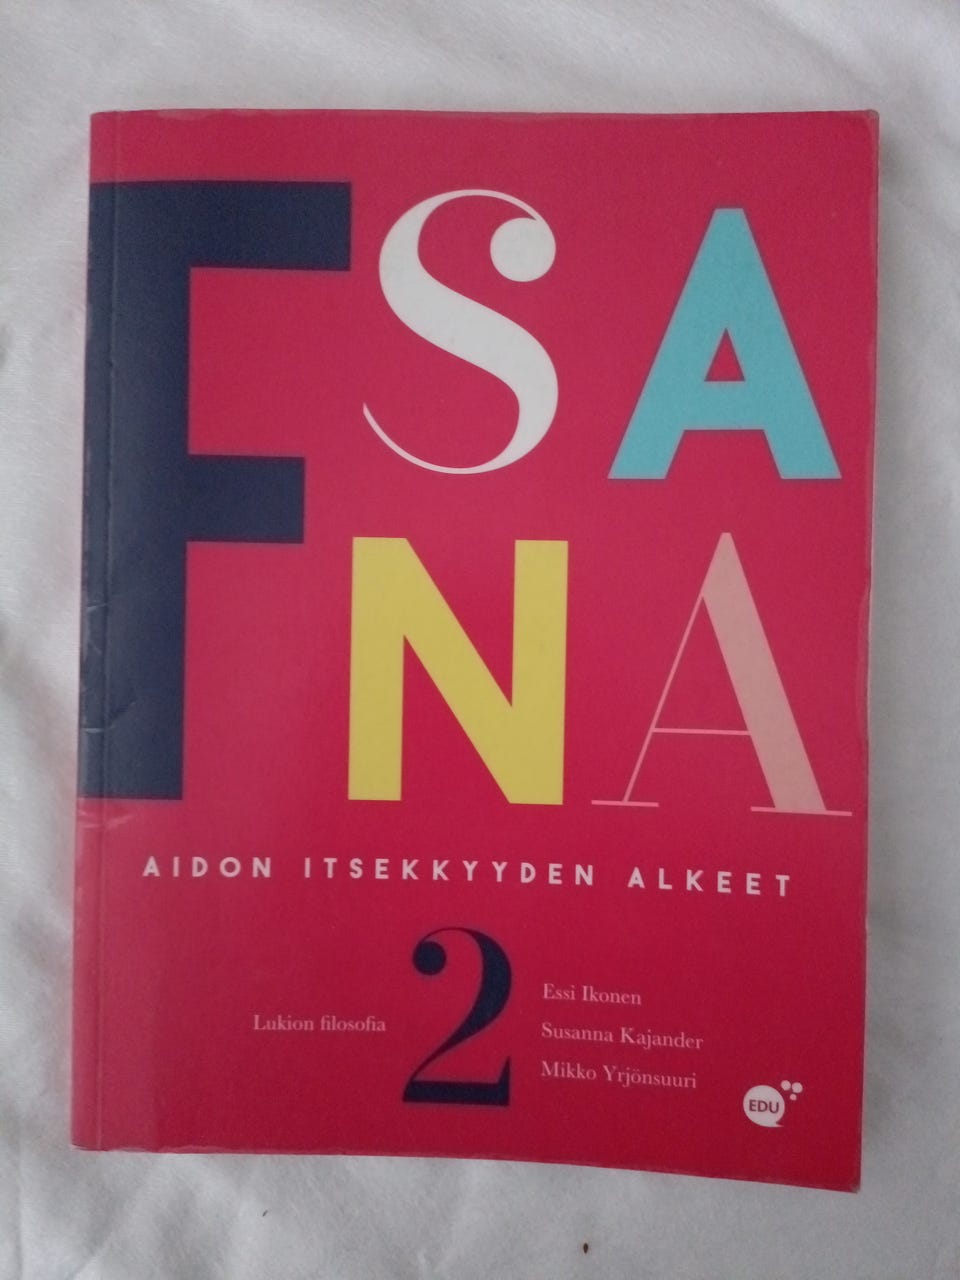 F SA
NA
AIDON ITSEKKYYDEN ALKEET
2
Lukion filosofia
Essi Ikonen
Susanna Kajander
Mikko Yrjönsuuri
EDU